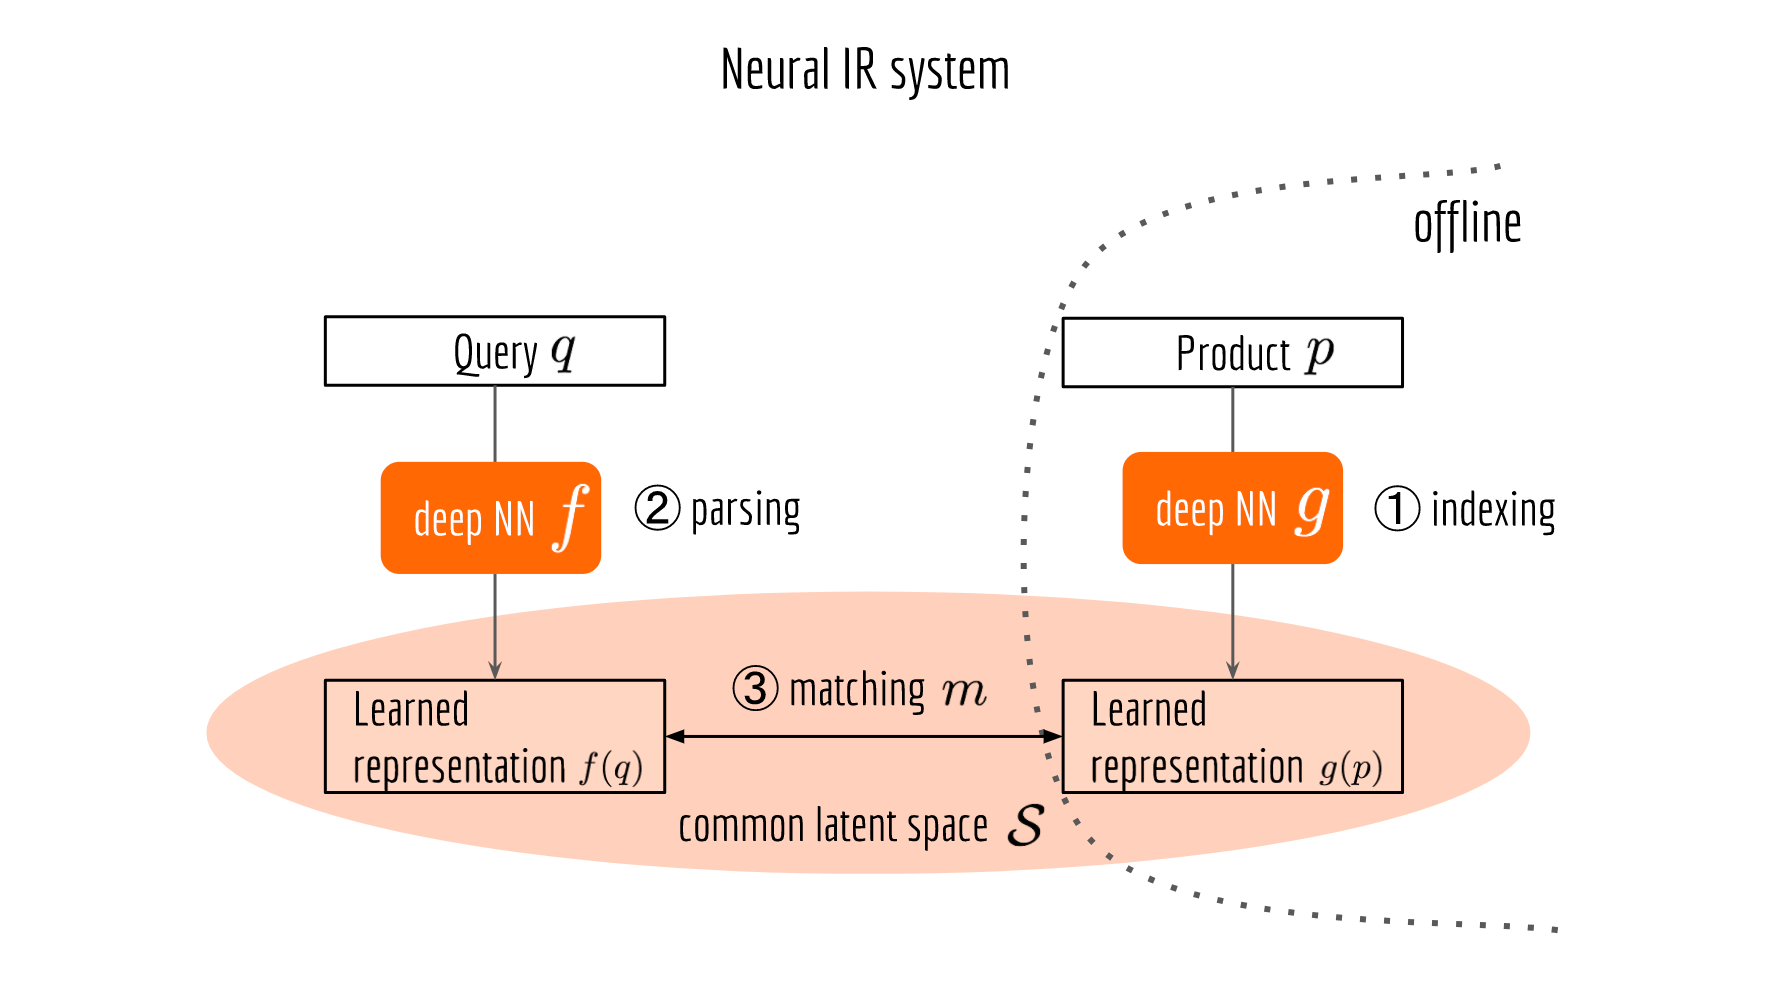 Neural IR system
offline
Query q
Product p
deep NN f
② parsing
deep NN g
① indexing
③ matching m
Learned
representation f(q)
Learned
representation g(p)
common latent space 𝒮